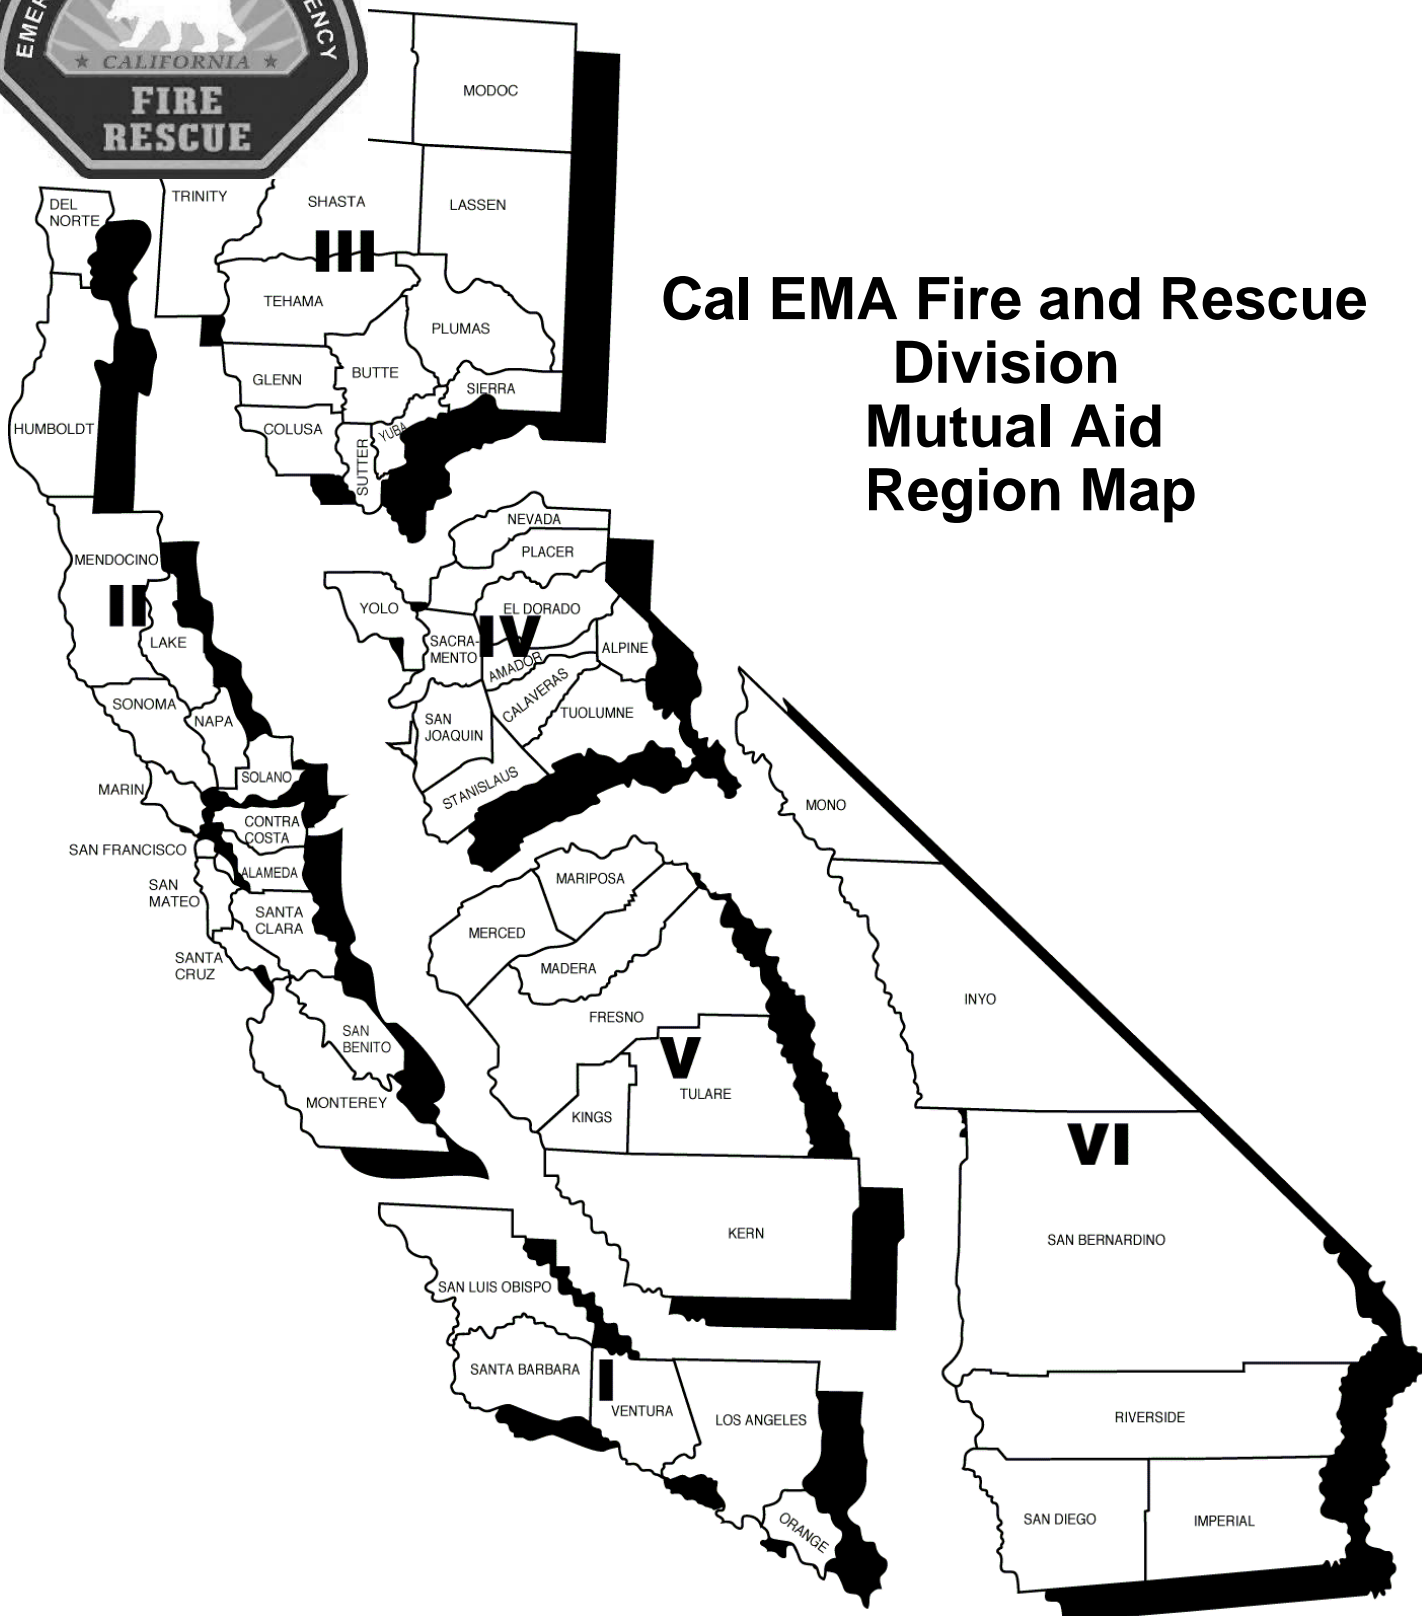 EMER
ENCY
★ CALIFORNIA ★
FIRE
RESCUE
MODOC
TRINITY
SHASTA
LASSEN
DEL
NORTE
III
TEHAMA
PLUMAS
Cal EMA Fire and Rescue
Division
Mutual Aid
Region Map
GLENN
BUTTE
SIERRA
HUMBOLDT
COLUSA
YUBA
SUTTER
NEVADA
PLACER
MENDOCINO
II
LAKE
YOLO
EL DORADO
SACRA-
MENTO
IV
AMADOR
ALPINE
CALAVERAS
TUOLUMNE
SONOMA
NAPA
SAN
JOAQUIN
SOLANO
STANISLAUS
MARIN
CONTRA
COSTA
SAN FRANCISCO
ALAMEDA
SAN
MATEO
SANTA
CLARA
SANTA
CRUZ
MONO
MARIPOSA
MERCED
MADERA
INYO
FRESNO
SAN
BENITO
V
TULARE
MONTEREY
KINGS
VI
KERN
SAN BERNARDINO
SAN LUIS OBISPO
SANTA BARBARA
I
VENTURA
LOS ANGELES
RIVERSIDE
ORANGE
SAN DIEGO
IMPERIAL